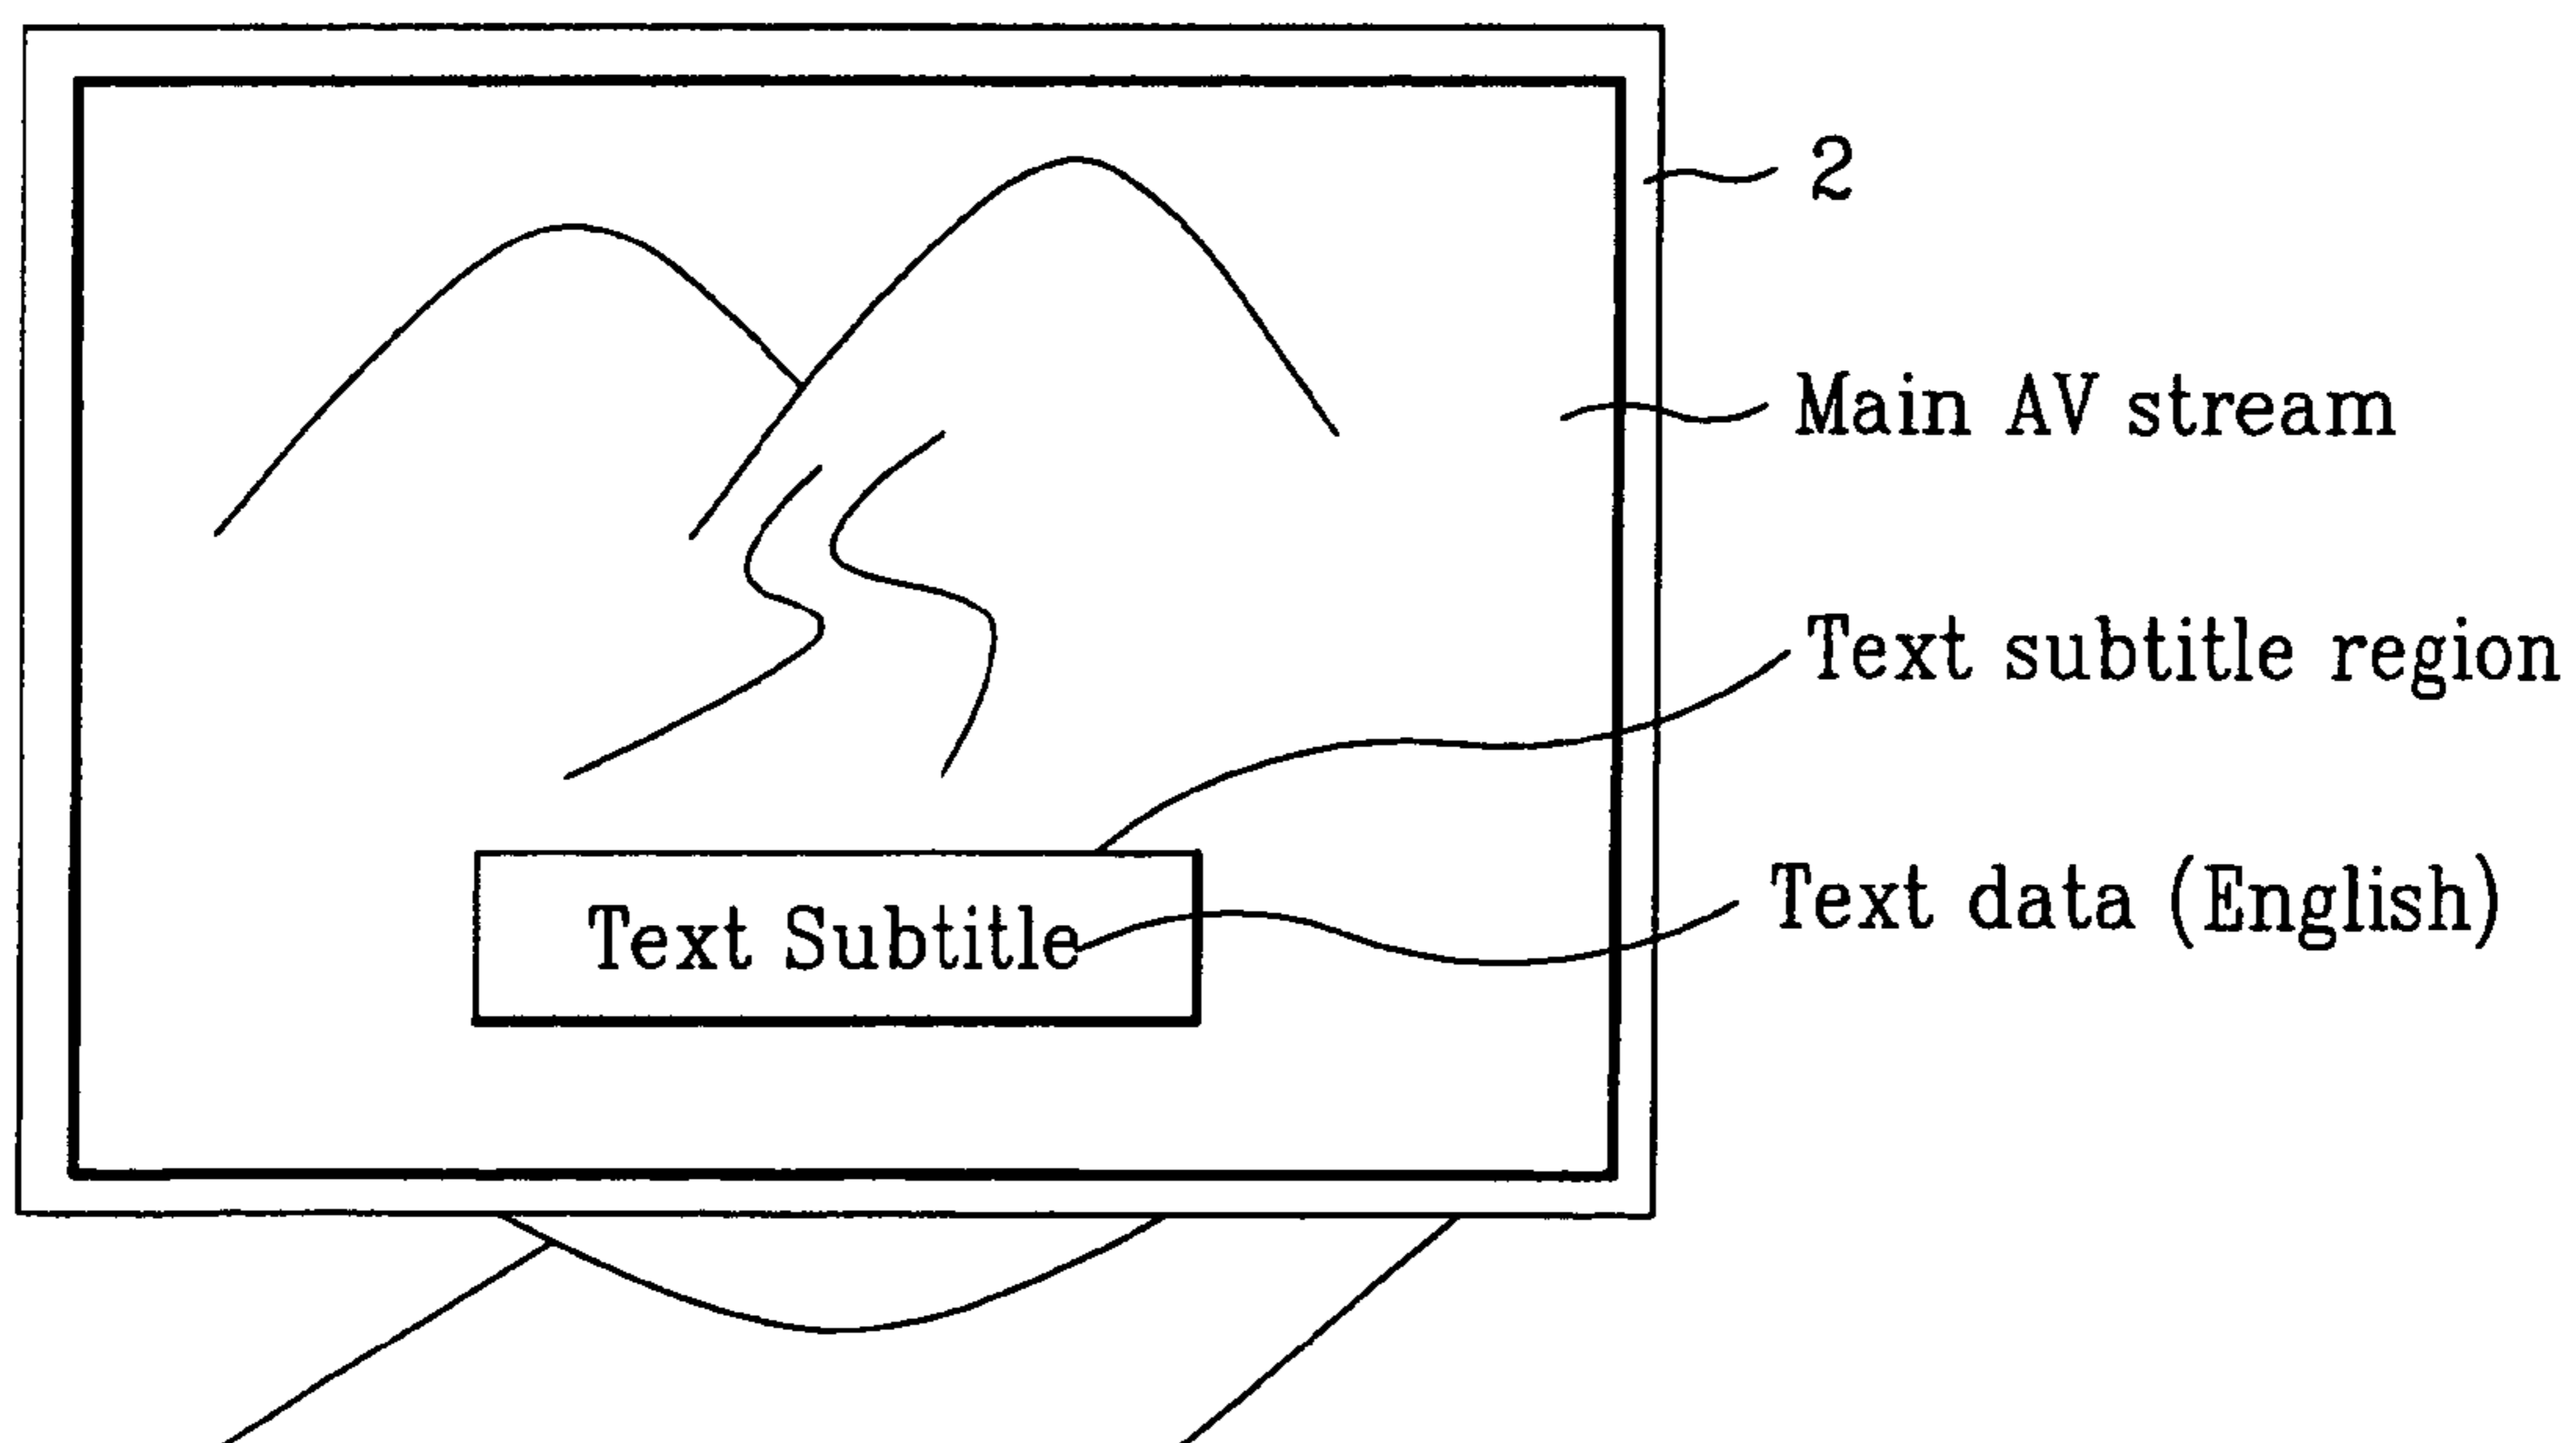 2
Main AV stream
Text subtitle region
Text data (English)
Text Subtitle